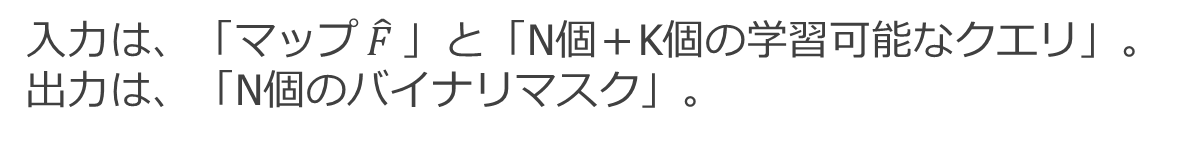 入力は、「マップ F̂ 」と「N個＋K個の学習可能なクエリ」。
出力は、「N個のバイナリマスク」。